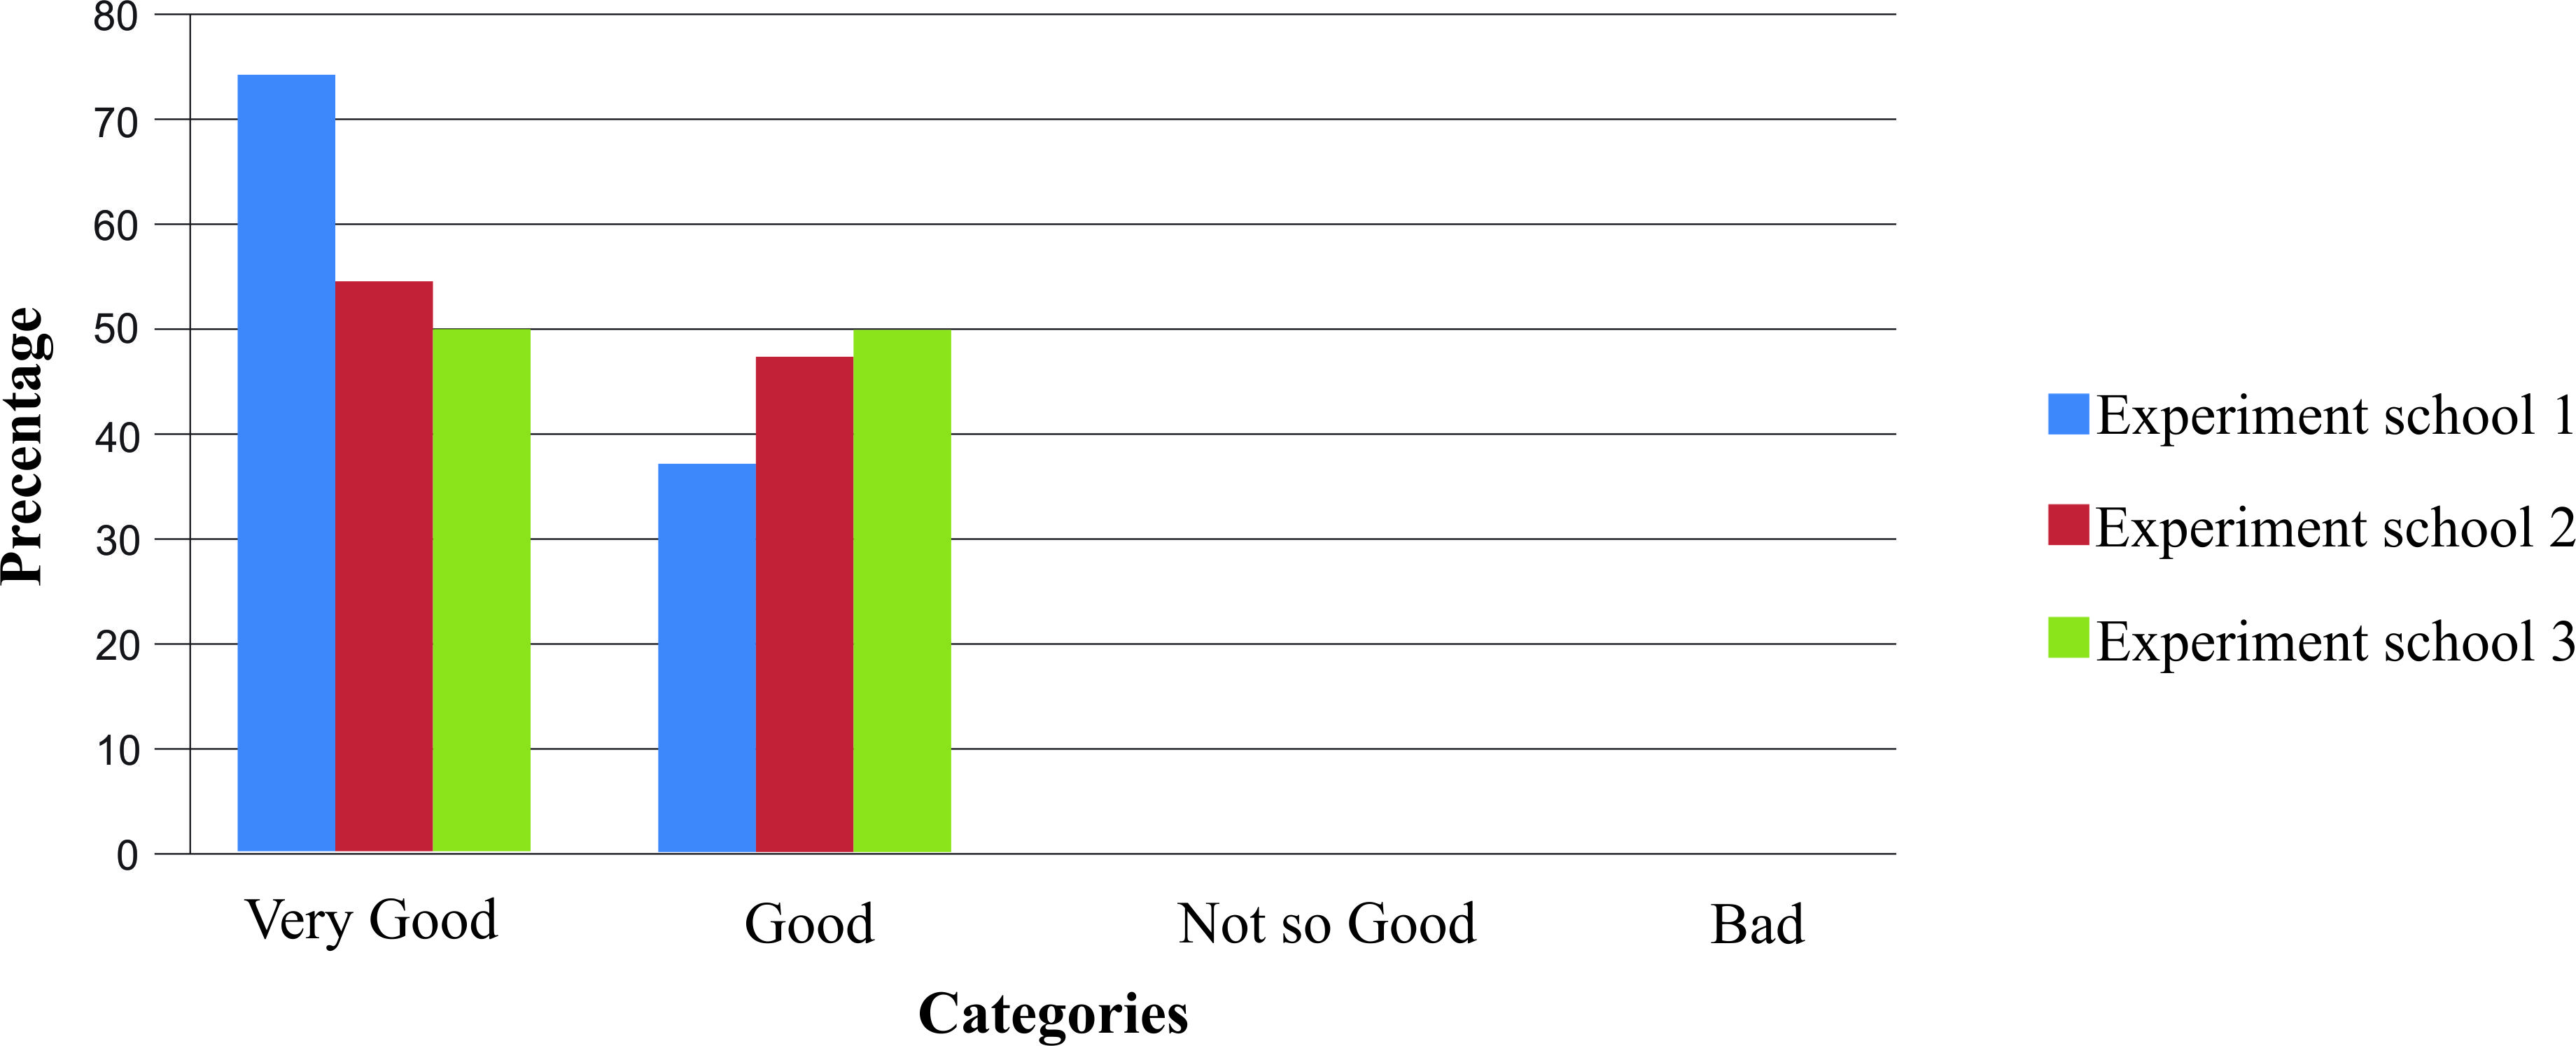 80
70
60
50
40
30
20
10
0
Precentage
Very Good
Good
Not so Good
Bad
Categories
Experiment school 1
Experiment school 2
Experiment school 3